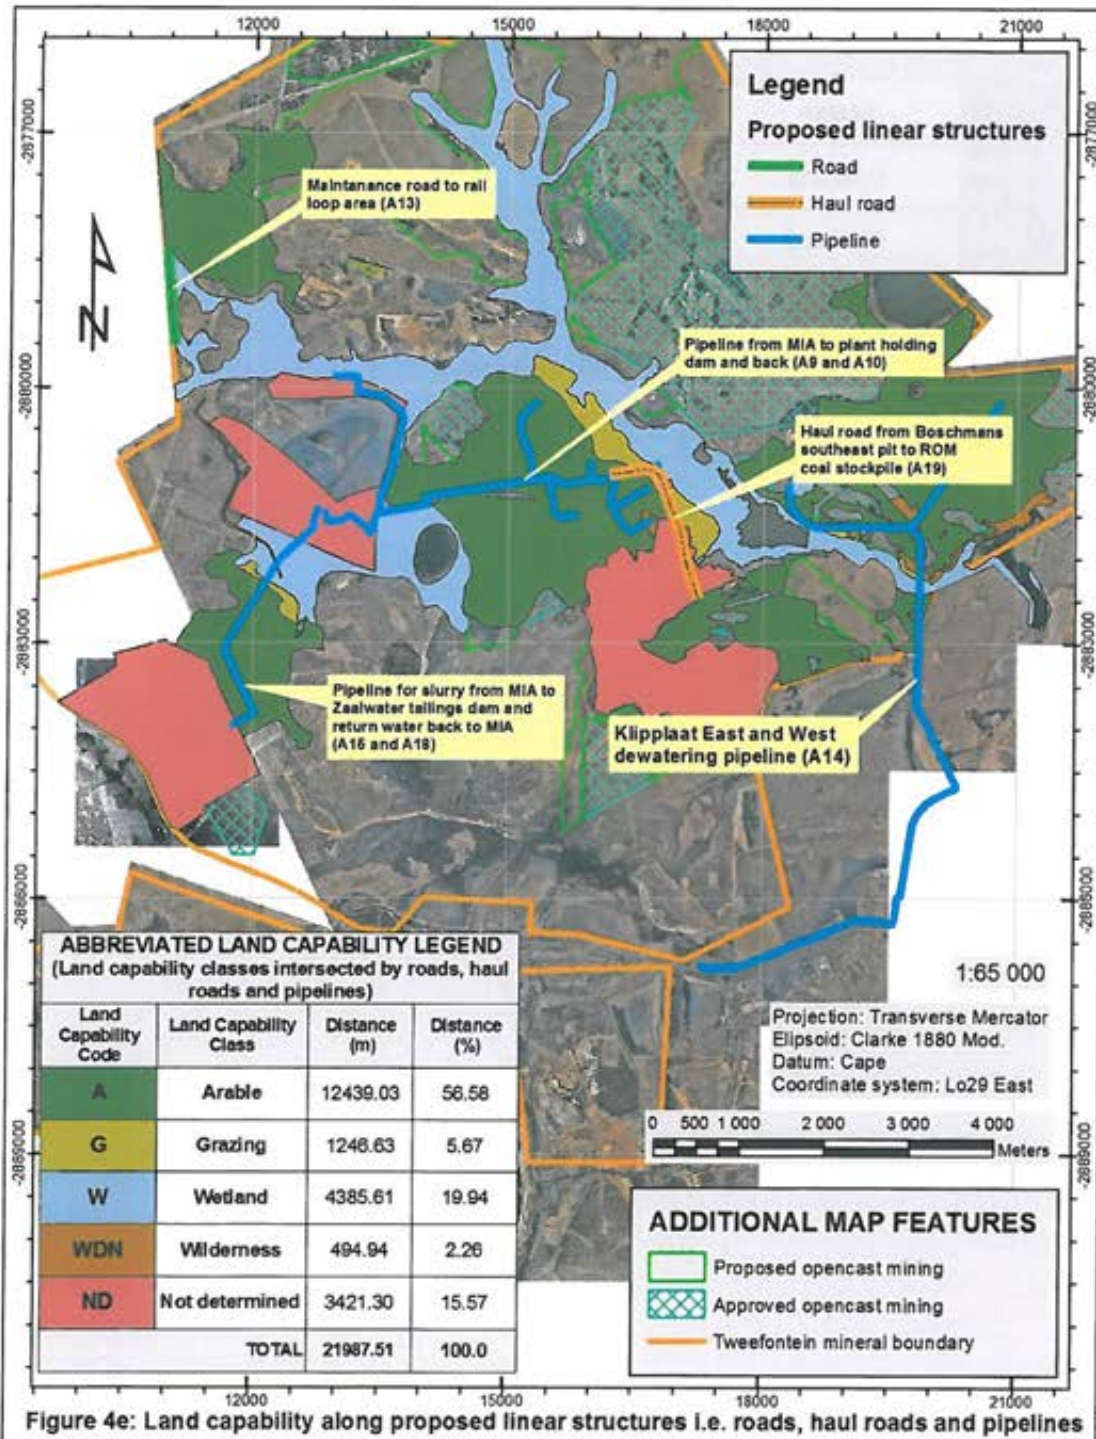 12000 15000 18000 21000
-2877000
-2880000
-2883000
-2886000
-2889000
-2877000
-2880000
-2883000
-2886000
-2889000
Legend
Proposed linear structures
Road
Haul road
Pipeline
N
Maintanance road to rail
loop area (A13)
Pipeline from MIA to plant holding
dam and back (A9 and A10)
Haul road from Boschmans
southeast pit to ROM
coal stockpile (A19)
Pipeline for slurry from MIA to
Zaalwater tailings dam and
return water back to MIA
(A15 and A18)
Klipplaat East and West
dewatering pipeline (A14)
ABBREVIATED LAND CAPABILITY LEGEND
(Land capability classes intersected by roads, haul
roads and pipelines)
Land Capability Code Land Capability Class Distance (m) Distance (%)
A Arable 12439.03 56.58
G Grazing 1246.63 5.67
W Wetland 4385.61 19.94
WDN Wilderness 494.94 2.26
ND Not determined 3421.30 15.57
TOTAL 21987.51 100.0
1:65 000
Projection: Transverse Mercator
Elipsoid: Clarke 1880 Mod.
Datum: Cape
Coordinate system: Lo29 East
0 500 1 000 2 000 3 000 4 000
Meters
ADDITIONAL MAP FEATURES
Proposed opencast mining
Approved opencast mining
Tweefontein mineral boundary
12000 15000 18000 21000
Figure 4e: Land capability along proposed linear structures i.e. roads, haul roads and pipelines